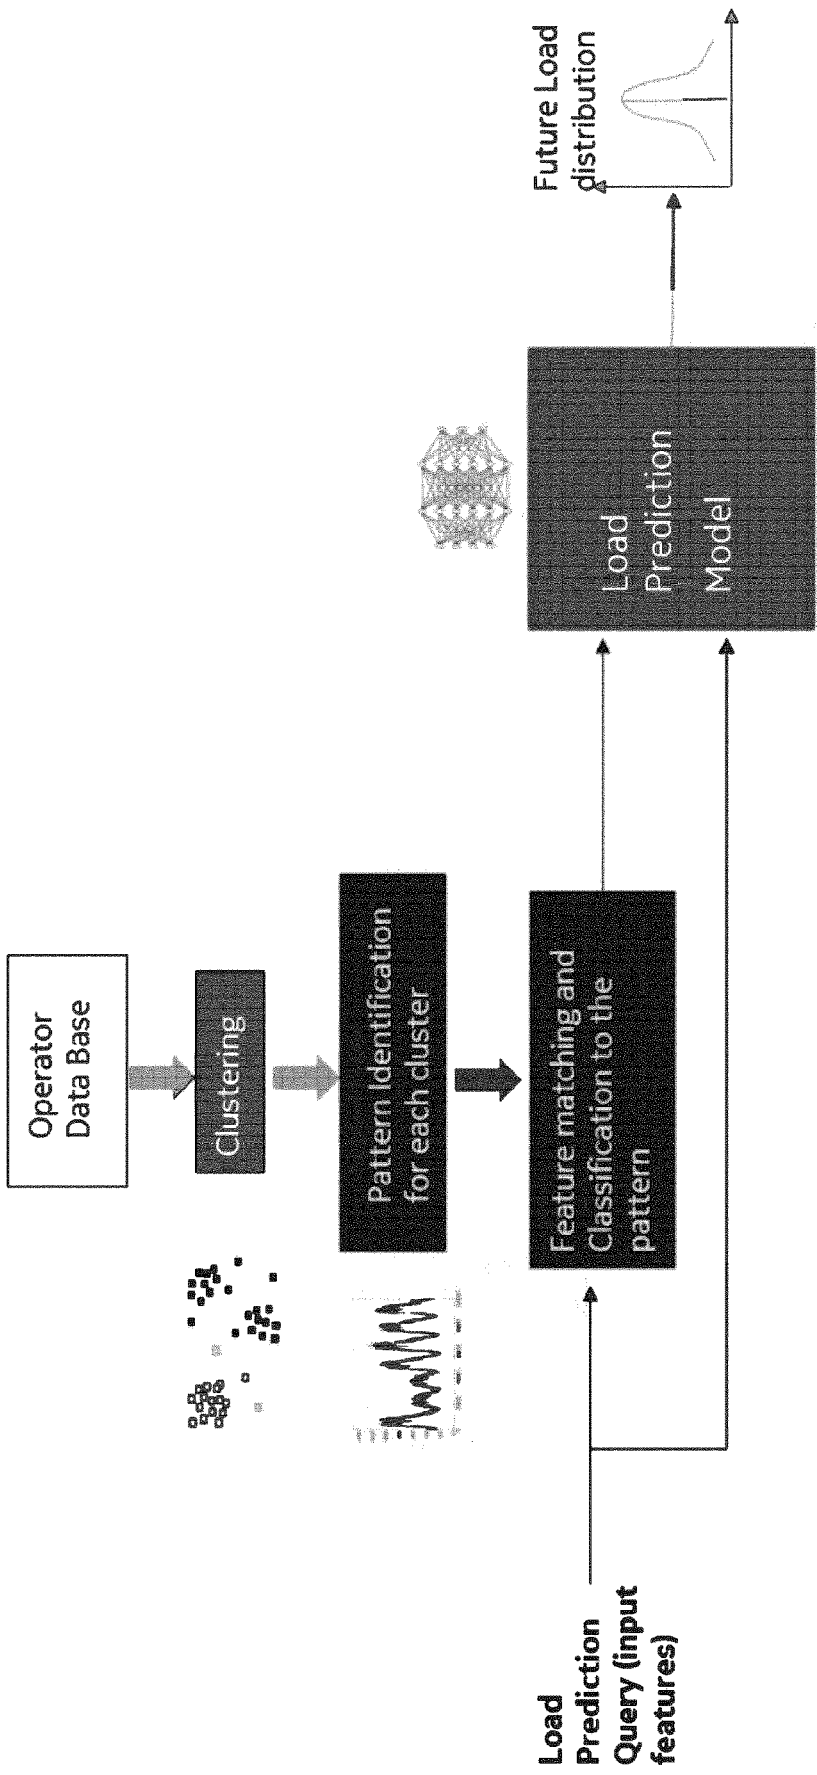 Operator
Data Base
Clustering
Pattern Identification
for each cluster
Load
Prediction
Query (input
features)
Feature matching and
Classification to the
pattern
Load
Prediction
Model
Future Load
distribution